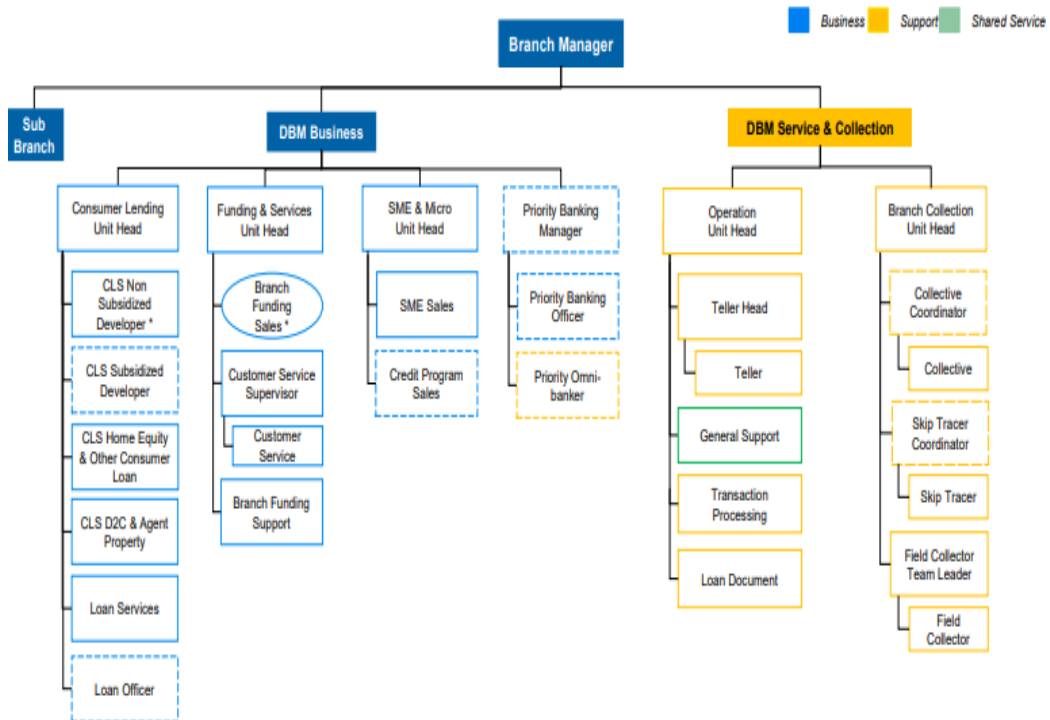 Business Support Shared Service
Branch Manager
Sub
Branch
DBM Business
DBM Service & Collection
Consumer Lending
Unit Head
Funding & Services
Unit Head
SME & Micro
Unit Head
Priority Banking
Manager
Operation
Unit Head
Branch Collection
Unit Head
CLS Non
Subsidized
Developer *
CLS Subsidized
Developer
CLS Home Equity
& Other Consumer
Loan
CLS D2C & Agent
Property
Loan Services
Loan Officer
Branch
Funding
Sales *
Customer Service
Supervisor
Customer
Service
Branch Funding
Support
SME Sales
Credit Program
Sales
Priority Banking
Officer
Priority Omni-
banker
Teller Head
Teller
General Support
Transaction
Processing
Loan Document
Collective
Coordinator
Collective
Skip Tracer
Coordinator
Skip Tracer
Field Collector
Team Leader
Field
Collector